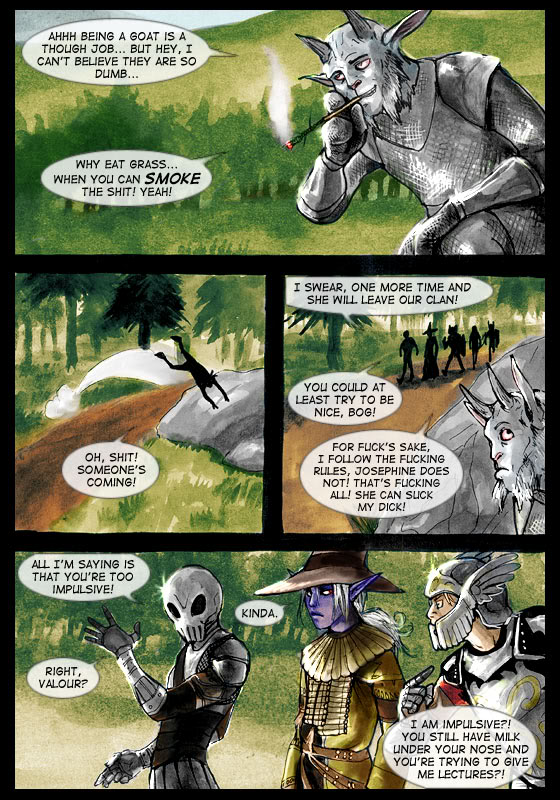 AHHH BEING A GOAT IS A
THOUGH JOB... BUT HEY, I
CAN'T BELIEVE THEY ARE SO
DUMB...
WHY EAT GRASS...
WHEN YOU CAN SMOKE
THE SHIT! YEAH!
OH, SHIT!
SOMEONE'S
COMING!
I SWEAR, ONE MORE TIME AND
SHE WILL LEAVE OUR CLAN!
YOU COULD AT
LEAST TRY TO BE
NICE, BOG!
FOR FUCK'S SAKE,
I FOLLOW THE FUCKING
RULES, JOSEPHINE DOES
NOT! THAT'S FUCKING
ALL! SHE CAN SUCK
MY DICK!
ALL I'M SAYING IS
THAT YOU'RE TOO
IMPULSIVE!
RIGHT,
VALOUR?
KINDA.
I AM IMPULSIVE?!
YOU STILL HAVE MILK
UNDER YOUR NOSE AND
YOU'RE TRYING TO GIVE
ME LECTURES?!